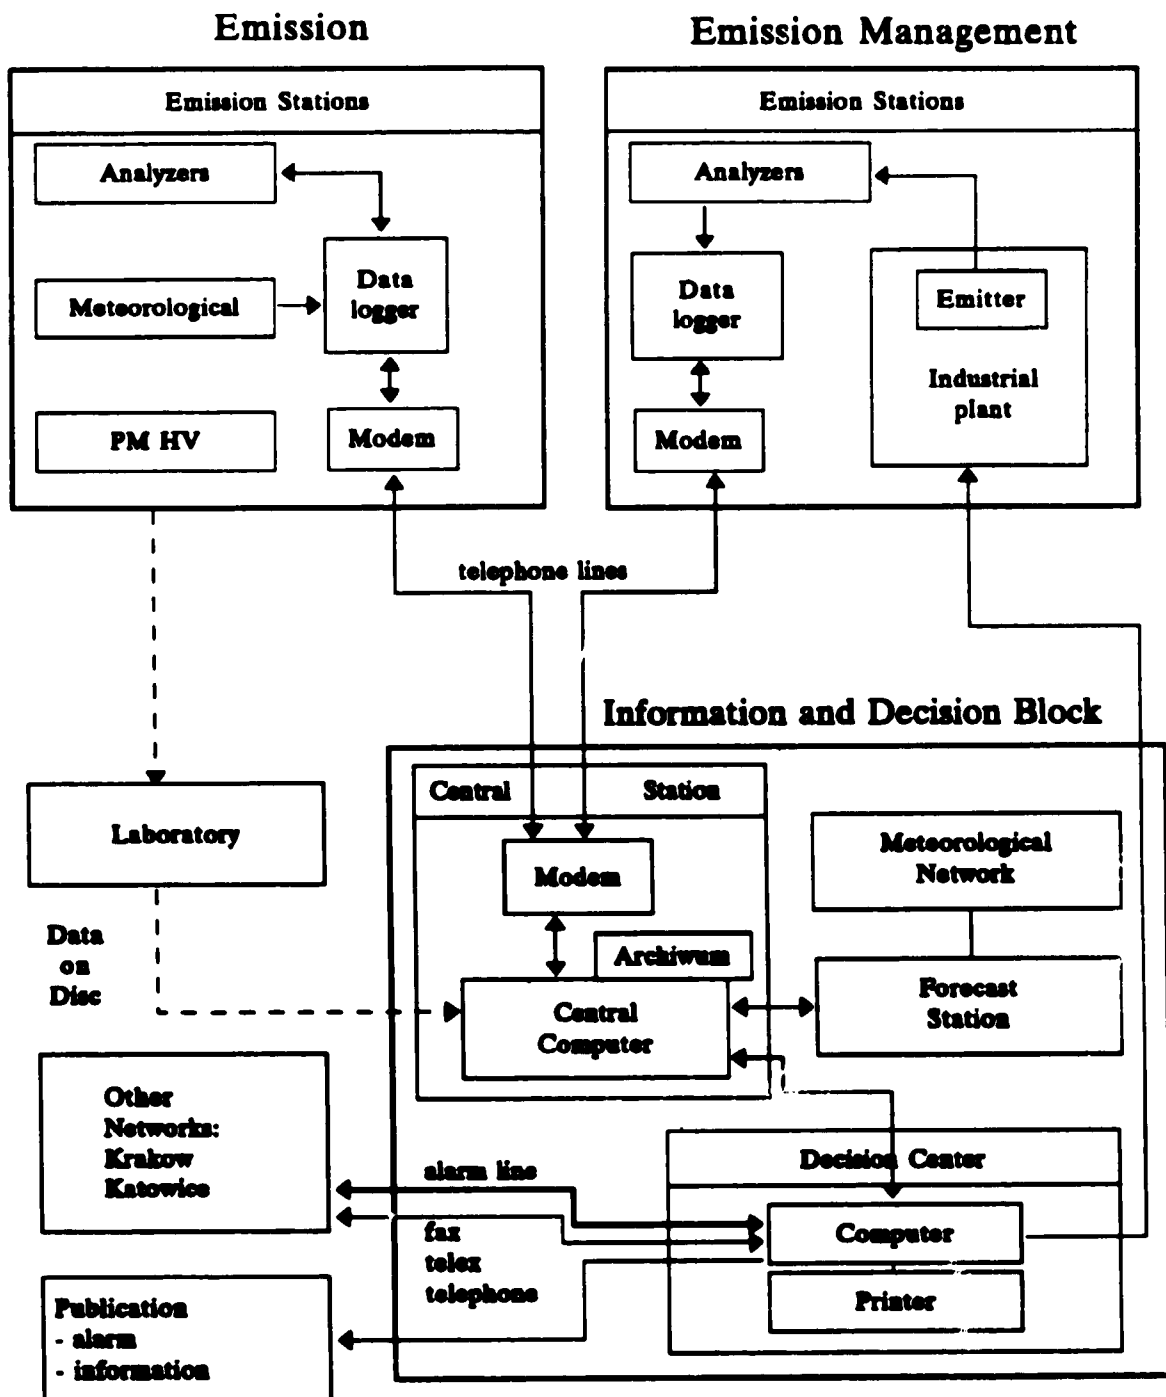 Emission
Emission Management
Emission Stations
Analyzers
Meteorological
Data
logger
PM HV
Modem
Emission Stations
Analyzers
Data
logger
Emitter
Industrial
plant
Modem
telephone lines
Information and Decision Block
Central Station
Laboratory
Modem
Meteorological
Network
Data
on
Disc
Archiwum
Central
Computer
Forecast
Station
Other
Networks:
Krakow
Katowice
alarm line
fax
telex
telephone
Decision Center
Computer
Printer
Publication
- alarm
- information